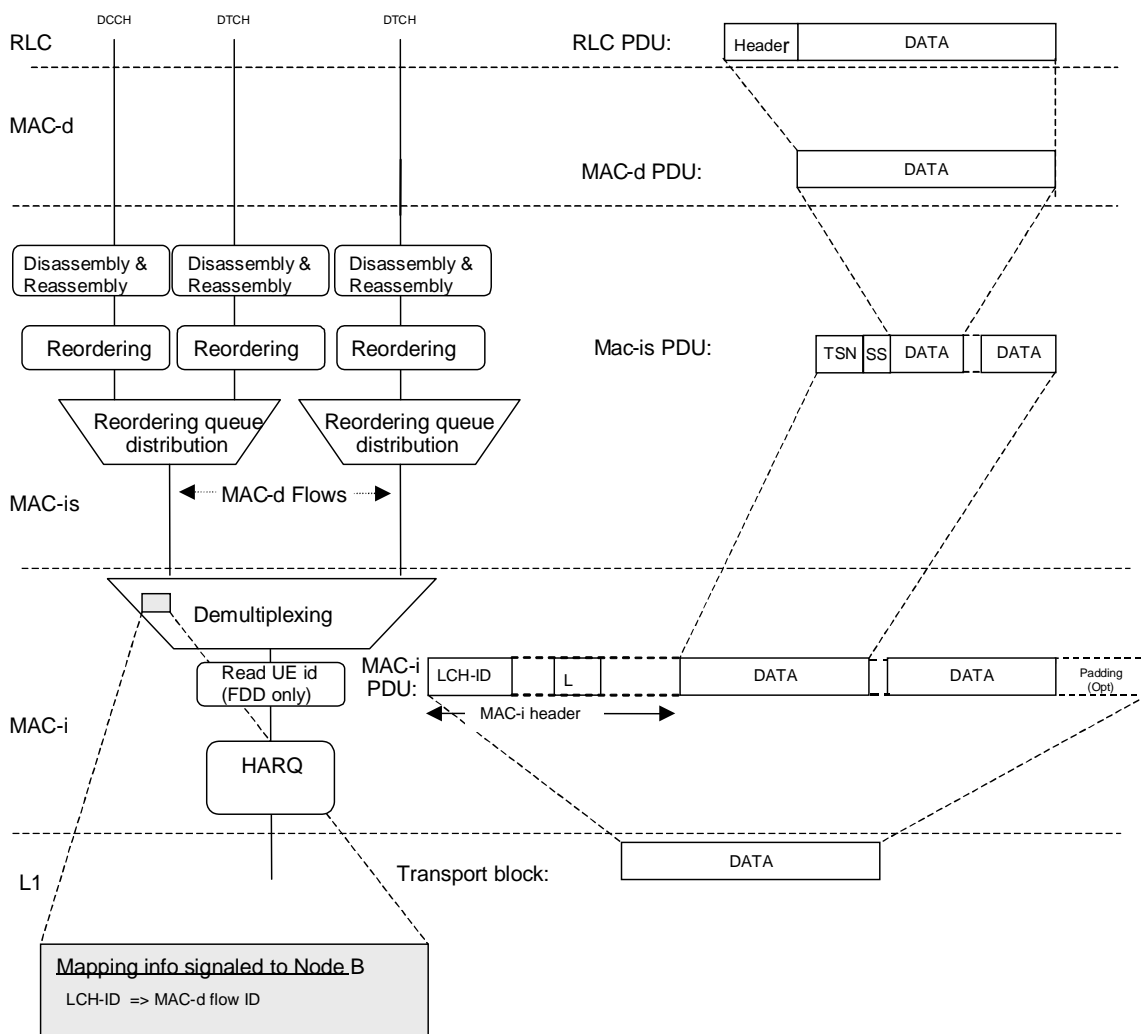 DCCH DTCH DTCH
RLC
RLC PDU:
Header DATA
MAC-d
MAC-d PDU:
DATA
Disassembly &
Reassembly
Disassembly &
Reassembly
Disassembly &
Reassembly
Reordering
Reordering
Reordering
Mac-is PDU:
TSN SS DATA DATA
Reordering queue
distribution
Reordering queue
distribution
MAC-d Flows
MAC-is
Demultiplexing
Read UE id
(FDD only)
MAC-i
PDU:
LCH-ID L DATA DATA
Padding
(Opt)
MAC-i header
MAC-i
HARQ
L1
Transport block:
DATA
Mapping info signaled to Node B
LCH-ID => MAC-d flow ID